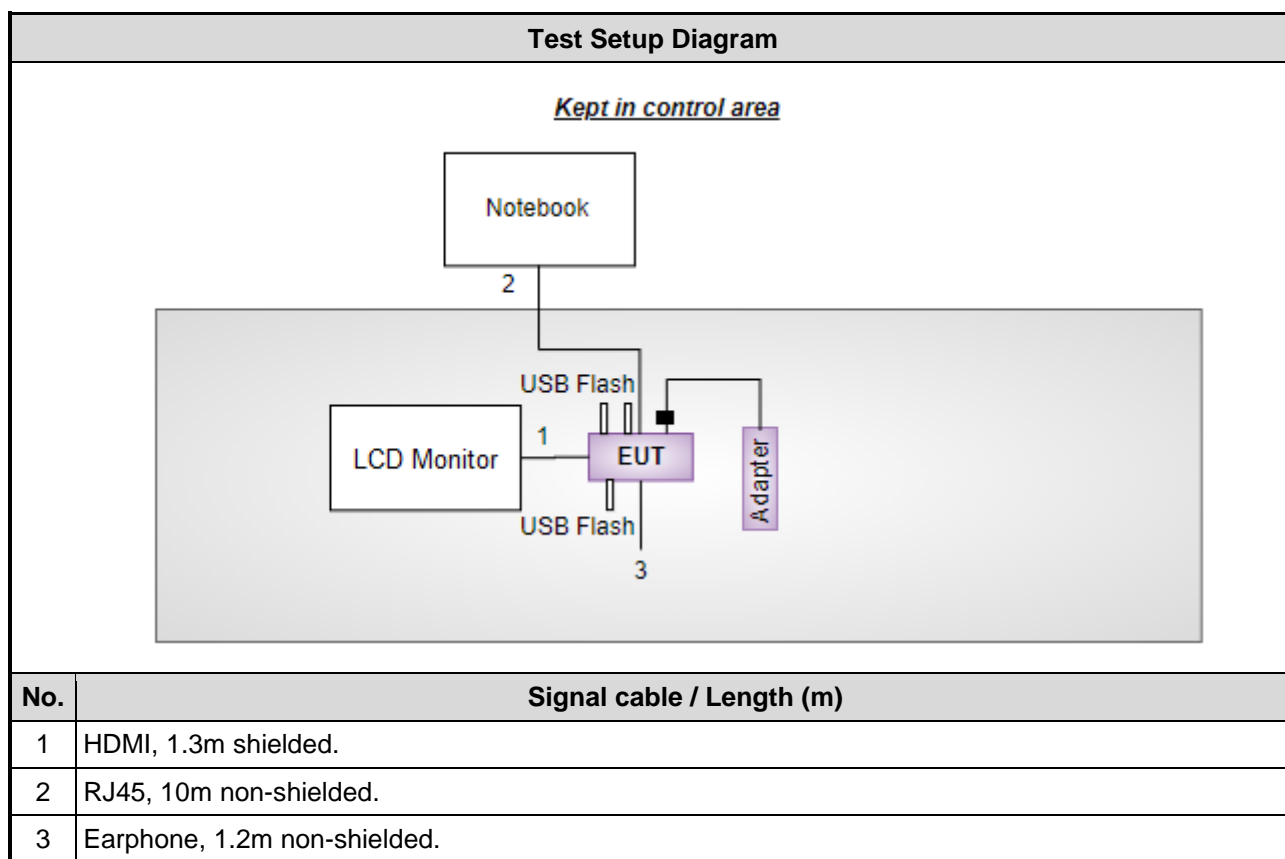 Test Setup Diagram
Kept in control area
Notebook
2
USB Flash
LCD Monitor
1
EUT
Adapter
USB Flash
3
No. Signal cable / Length (m)
1 HDMI, 1.3m shielded.
2 RJ45, 10m non-shielded.
3 Earphone, 1.2m non-shielded.